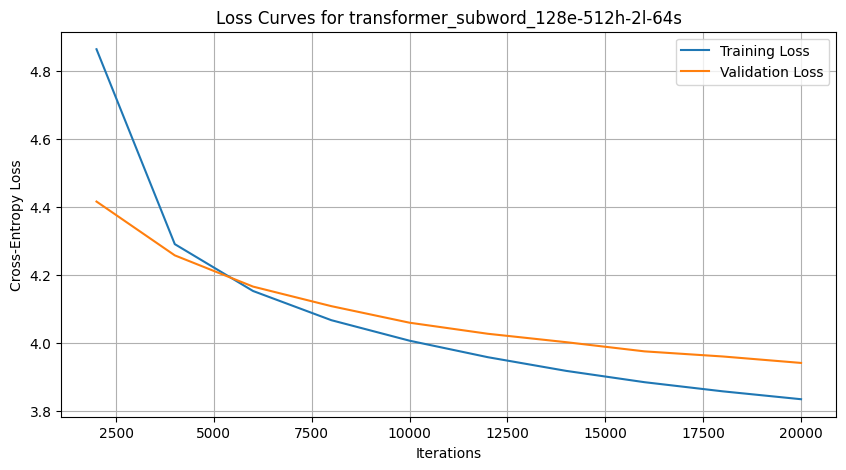 Loss Curves for transformer_subword_128e-512h-2l-64s
Training Loss
Validation Loss
Cross-Entropy Loss
4.8
4.6
4.4
4.2
4.0
3.8
2500 5000 7500 10000 12500 15000 17500 20000
Iterations